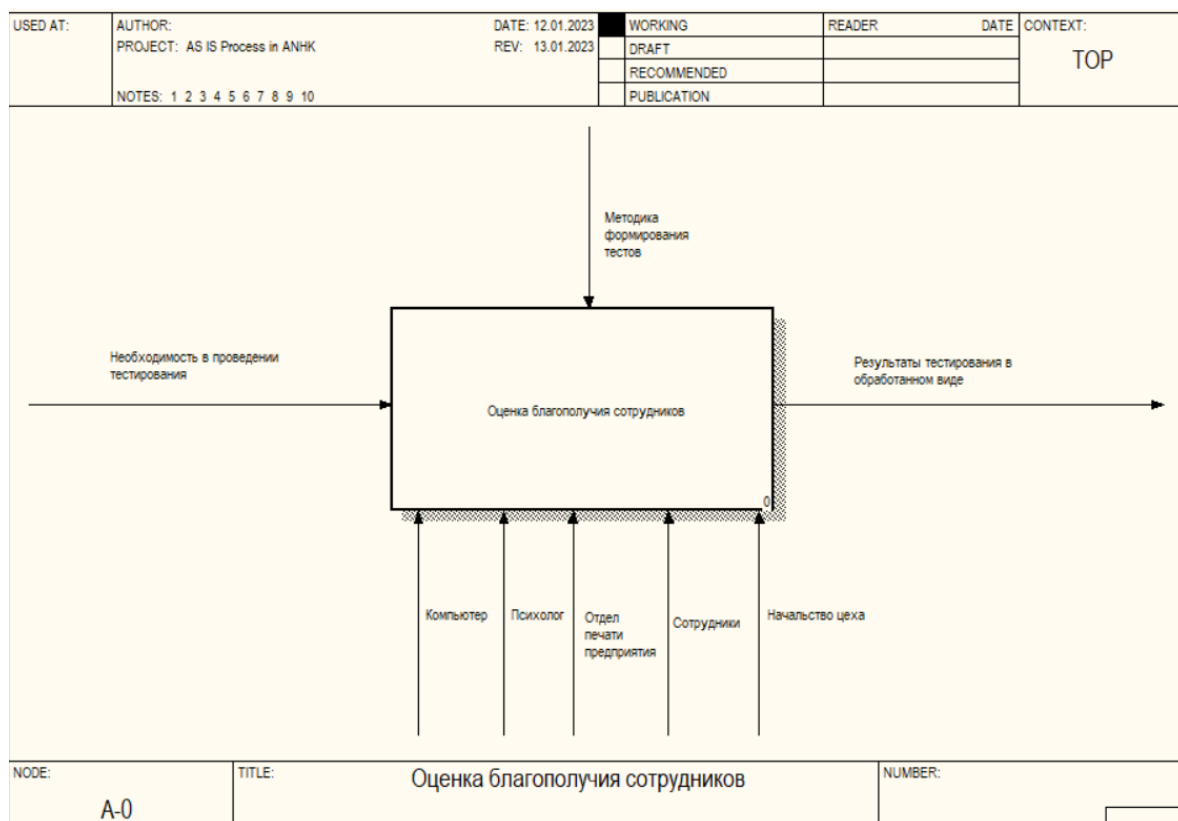 USED AT:
AUTHOR:
DATE: 12.01.2023
WORKING
READER
DATE
CONTEXT:
PROJECT: AS IS Process in ANHK
REV: 13.01.2023
DRAFT
TOP
RECOMMENDED
NOTES: 1 2 3 4 5 6 7 8 9 10
PUBLICATION
Методика
формирования
тестов
Необходимость в проведении
тестирования
Результаты тестирования в
обработанном виде
Оценка благополучия сотрудников
0
Компьютер
Психолог
Отдел
печати
предприятия
Сотрудники
Начальство цеха
NODE:
TITLE:
Оценка благополучия сотрудников
NUMBER:
A-0